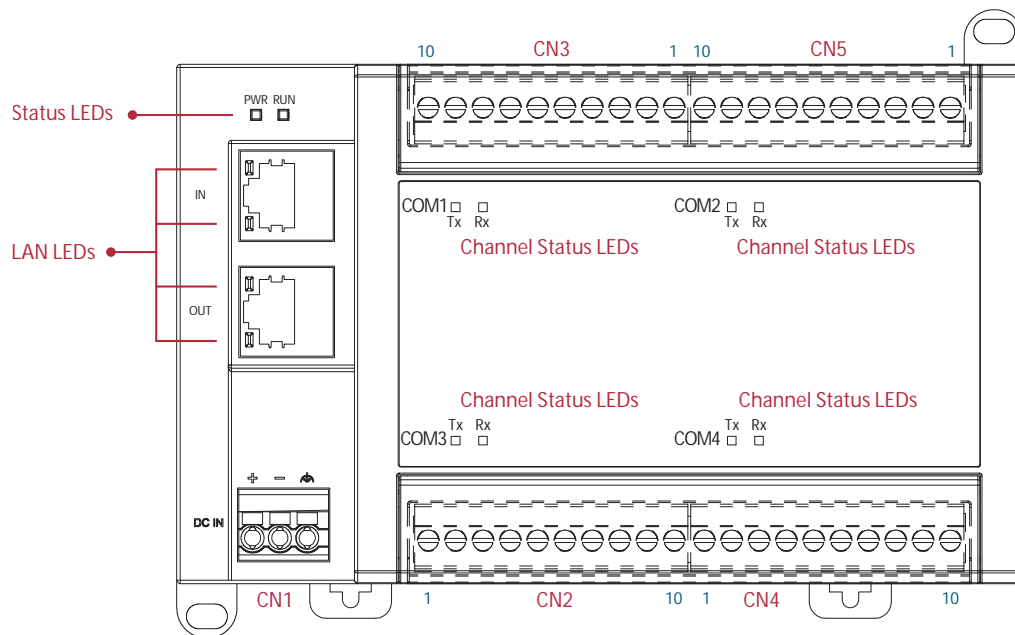 10 CN3 1 10 CN5 1
PWR RUN
Status LEDs
IN
LAN LEDs
OUT
COM1 Tx Rx
Channel Status LEDs
COM2 Tx Rx
Channel Status LEDs
Channel Status LEDs
Tx Rx
COM3
Channel Status LEDs
Tx Rx
COM4
+ −
DC IN
CN1 1 CN2 10 1 CN4 10